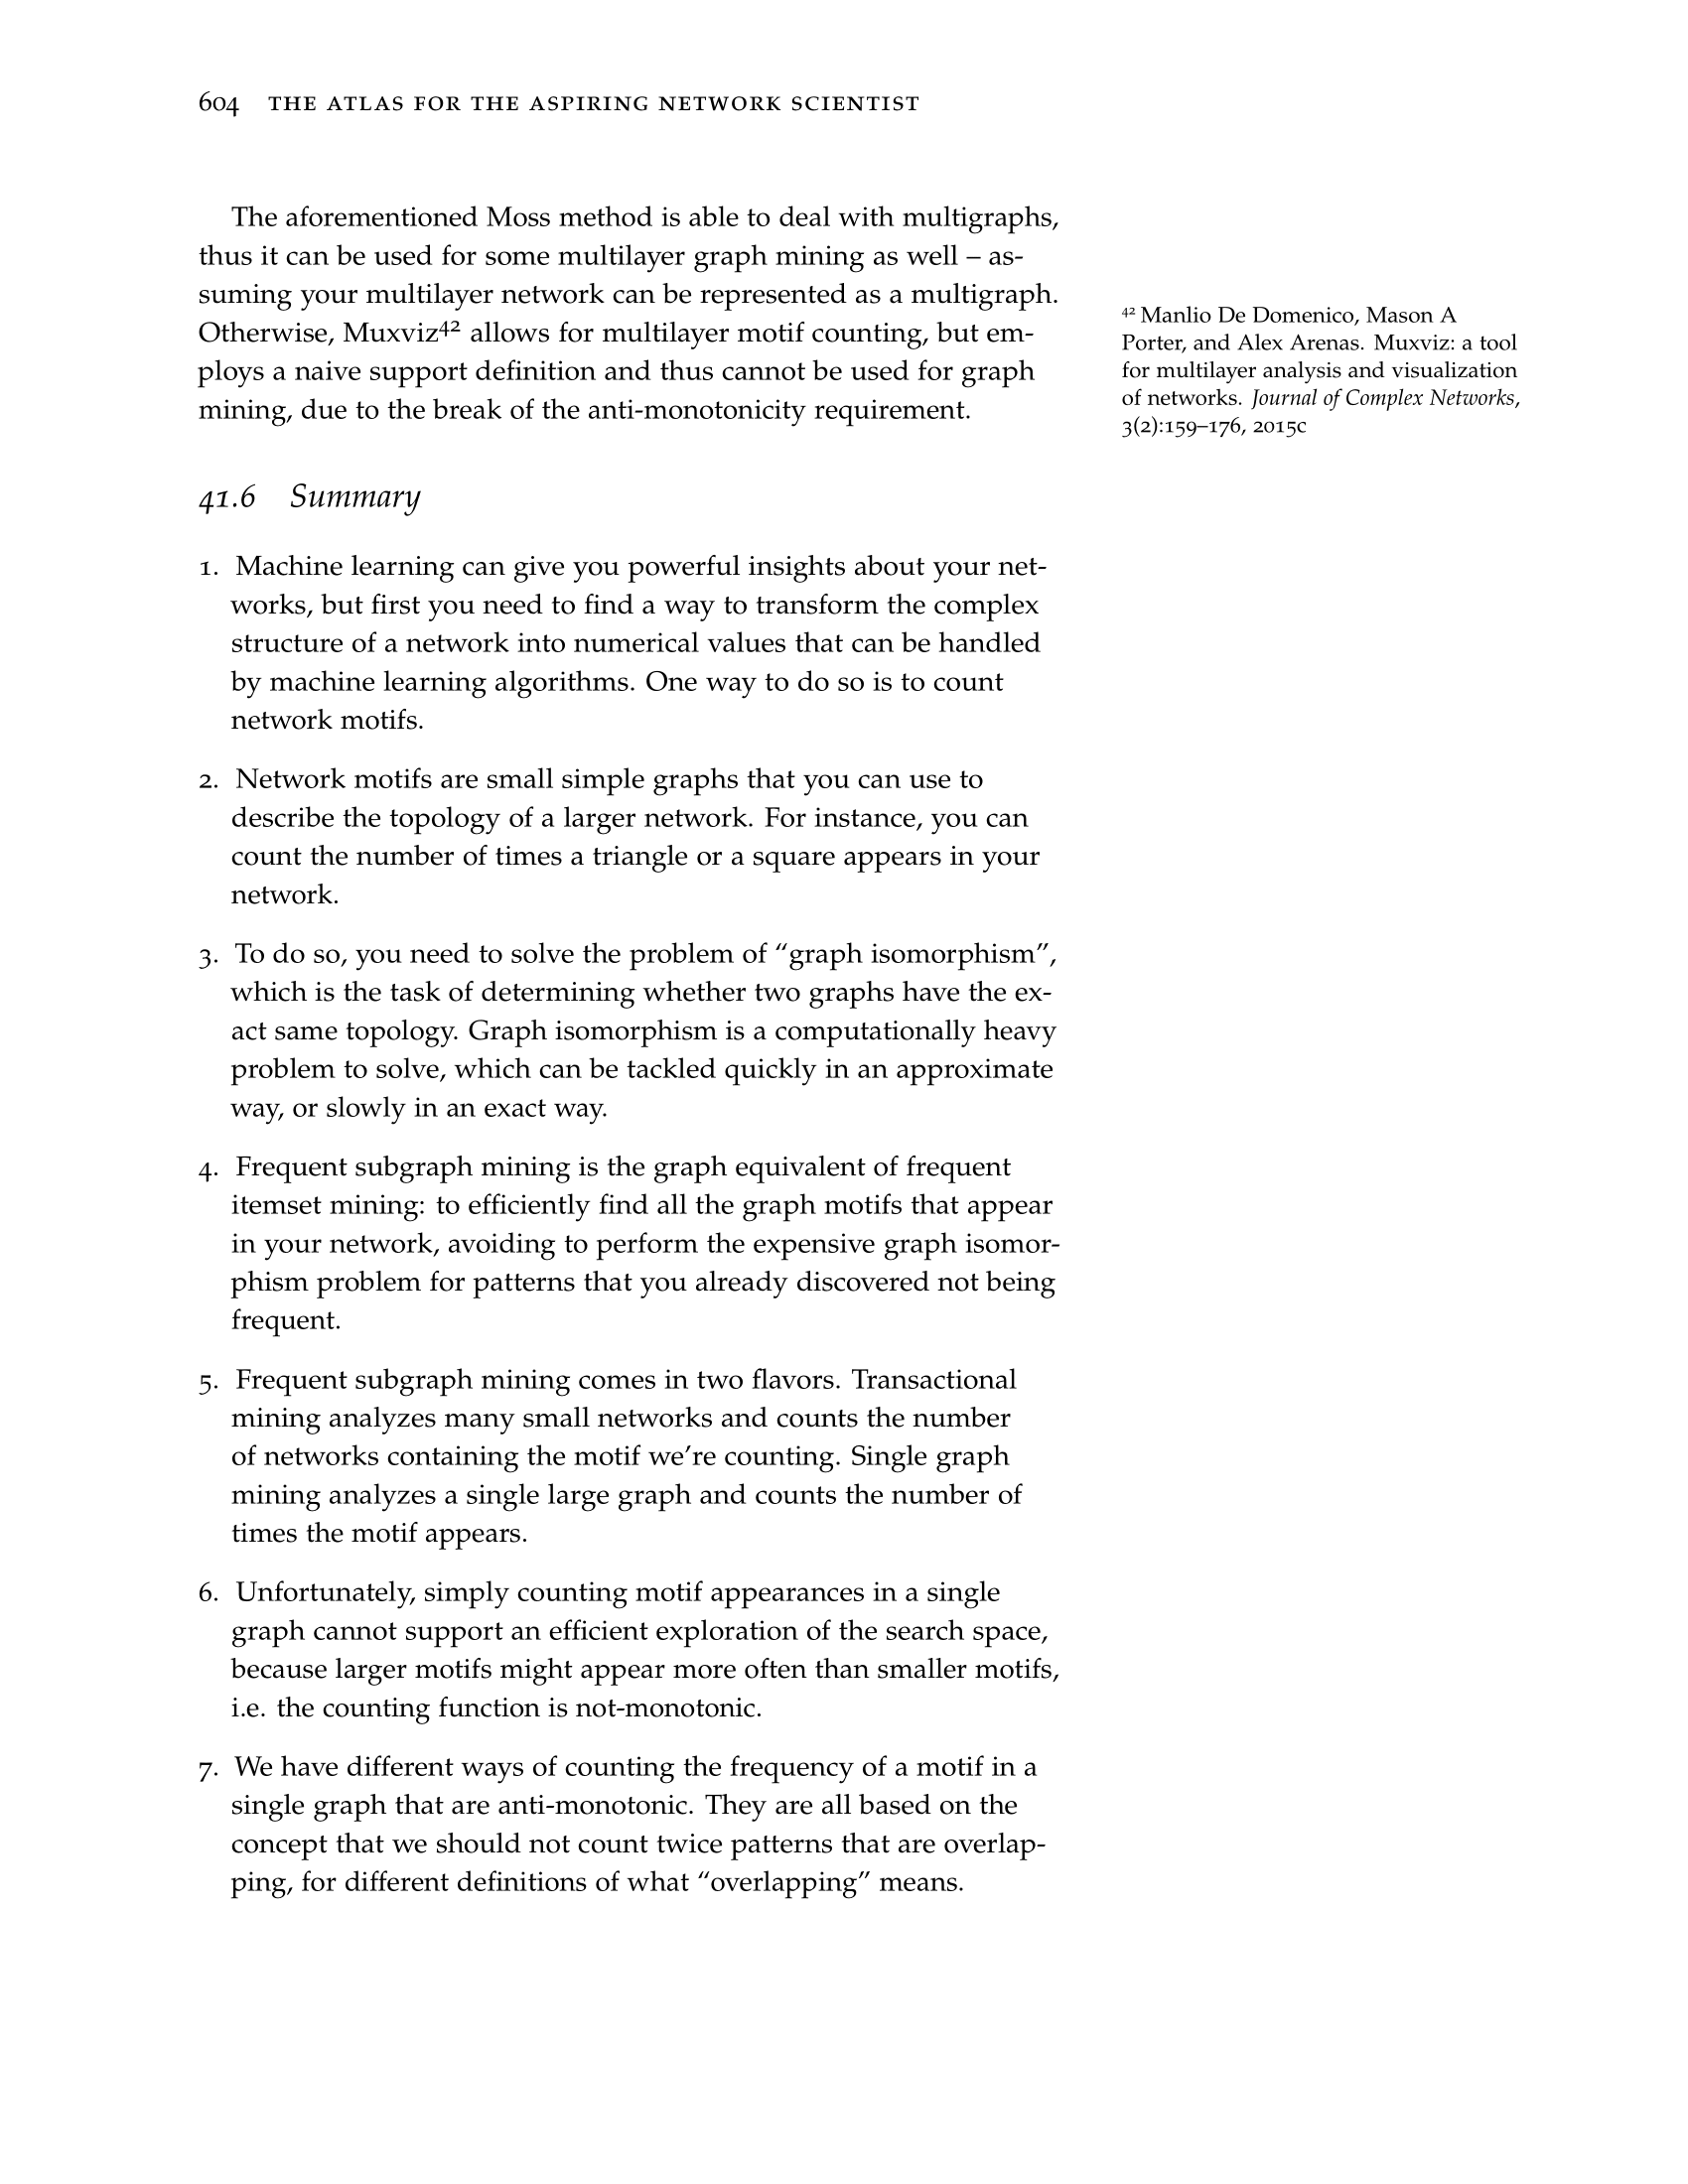 604 THE ATLAS FOR THE ASPIRING NETWORK SCIENTIST
The aforementioned Moss method is able to deal with multigraphs,
thus it can be used for some multilayer graph mining as well – as-
suming your multilayer network can be represented as a multigraph.
Otherwise, Muxviz42 allows for multilayer motif counting, but em-
ploys a naive support definition and thus cannot be used for graph
mining, due to the break of the anti-monotonicity requirement.
42 Manlio De Domenico, Mason A
Porter, and Alex Arenas. Muxviz: a tool
for multilayer analysis and visualization
of networks. Journal of Complex Networks,
3(2):159–176, 2015c
41.6 Summary
1. Machine learning can give you powerful insights about your net-
works, but first you need to find a way to transform the complex
structure of a network into numerical values that can be handled
by machine learning algorithms. One way to do so is to count
network motifs.
2. Network motifs are small simple graphs that you can use to
describe the topology of a larger network. For instance, you can
count the number of times a triangle or a square appears in your
network.
3. To do so, you need to solve the problem of “graph isomorphism”,
which is the task of determining whether two graphs have the ex-
act same topology. Graph isomorphism is a computationally heavy
problem to solve, which can be tackled quickly in an approximate
way, or slowly in an exact way.
4. Frequent subgraph mining is the graph equivalent of frequent
itemset mining: to efficiently find all the graph motifs that appear
in your network, avoiding to perform the expensive graph isomor-
phism problem for patterns that you already discovered not being
frequent.
5. Frequent subgraph mining comes in two flavors. Transactional
mining analyzes many small networks and counts the number
of networks containing the motif we’re counting. Single graph
mining analyzes a single large graph and counts the number of
times the motif appears.
6. Unfortunately, simply counting motif appearances in a single
graph cannot support an efficient exploration of the search space,
because larger motifs might appear more often than smaller motifs,
i.e. the counting function is not-monotonic.
7. We have different ways of counting the frequency of a motif in a
single graph that are anti-monotonic. They are all based on the
concept that we should not count twice patterns that are overlap-
ping, for different definitions of what “overlapping” means.